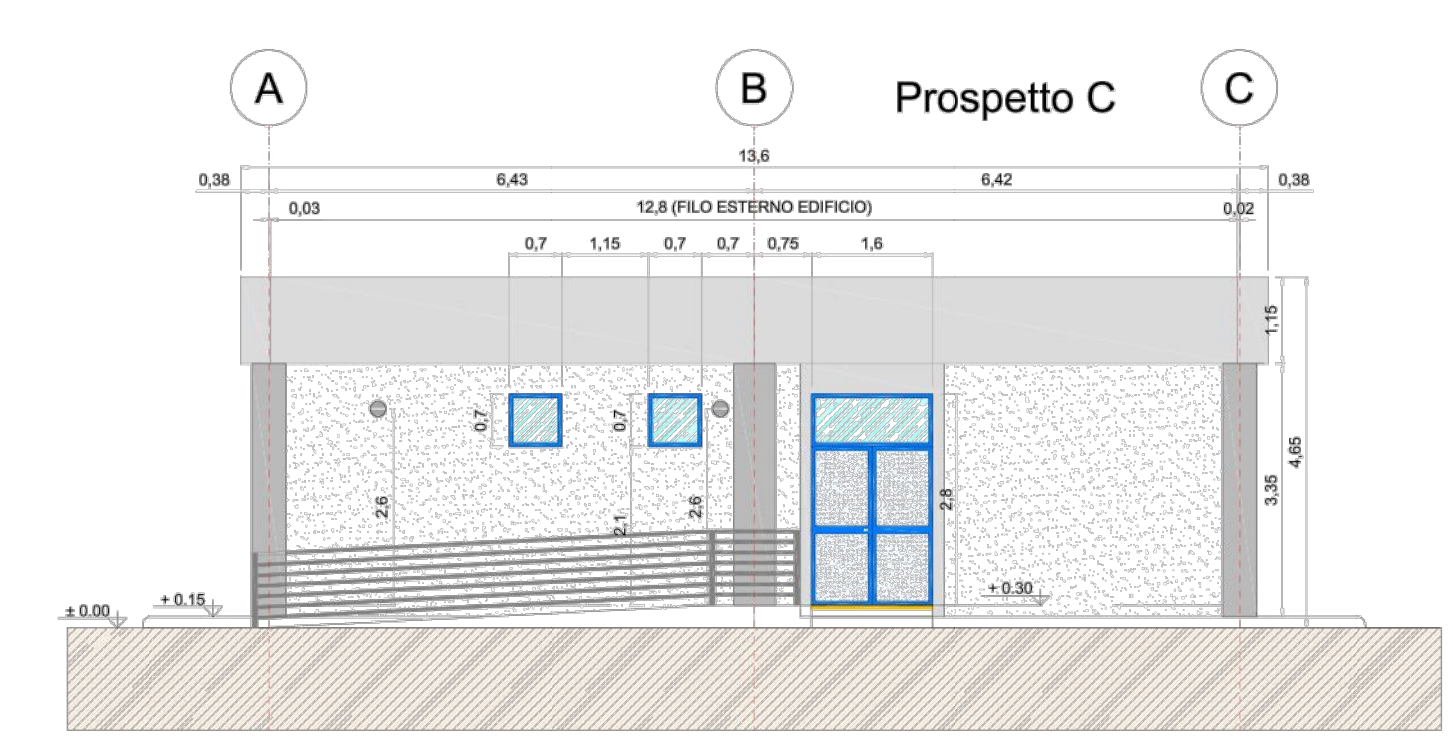 A B Prospetto C C
13,6
0,38 6,43 6,42 0,38
0,03 12,8 (FILO ESTERNO EDIFICIO) 0,02
0,7 1,15 0,7 0,7 0,75 1,6
1,15
0,7 0,7
4,65
2,6 2,1 2,6 2,8 3,35
± 0.00 + 0.15 + 0.30